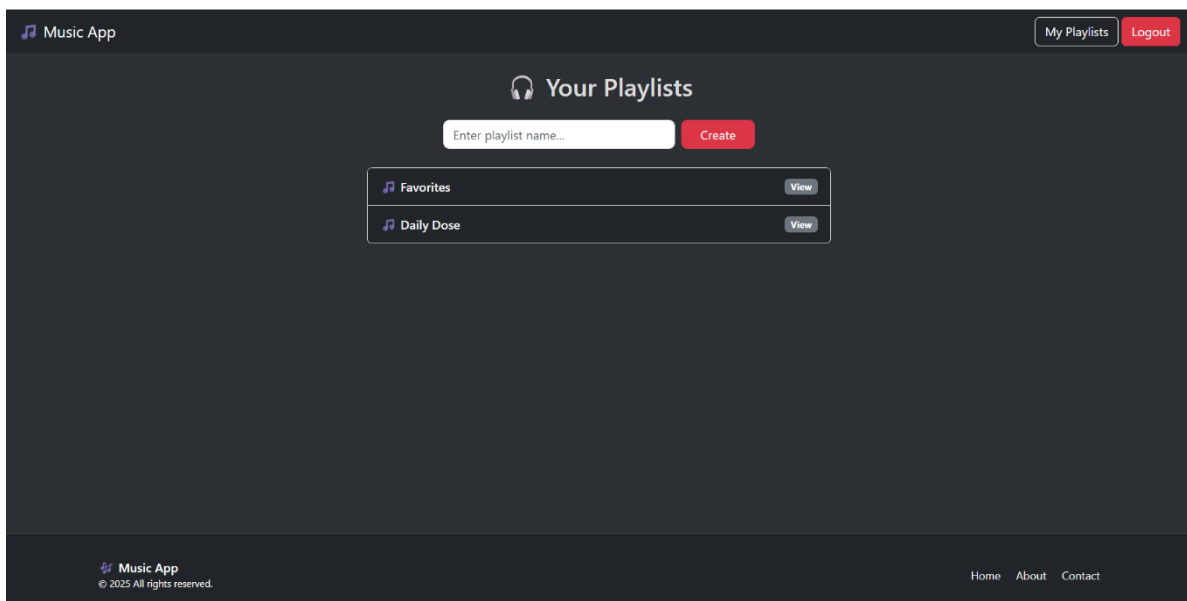 Music App
My Playlists
Logout
Your Playlists
Enter playlist name...
Create
Favorites
View
Daily Dose
View
Music App
© 2025 All rights reserved.
Home About Contact